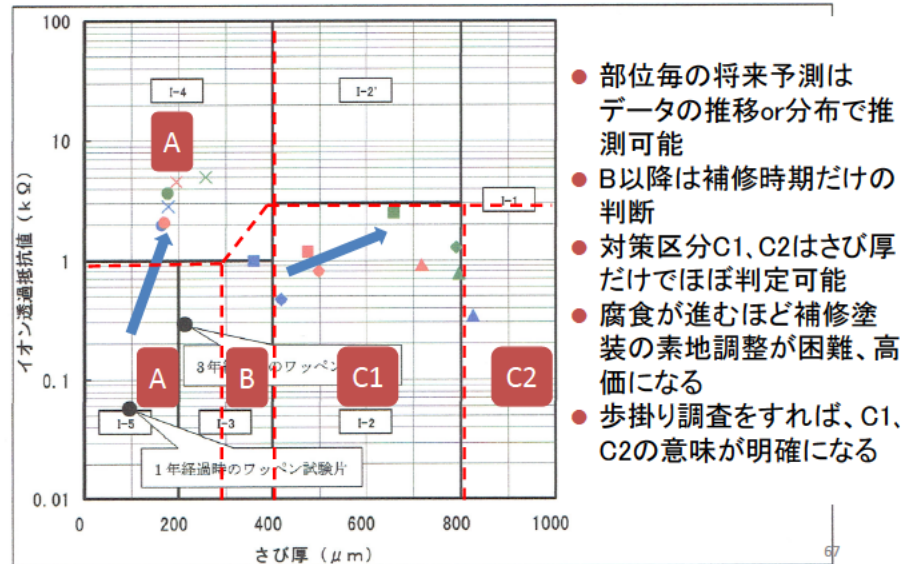 100
10
1
0.1
0.01
イオン透過抵抗値（kΩ）
I-4
I-2'
I-1
A
A
B
C1
C2
3年
のワッペン
I-5
I-3
I-2
1年経過時のワッペン試験片
0
200
400
600
800
1000
さび厚（μm）
● 部位毎の将来予測は
データの推移or分布で推
測可能
● B以降は補修時期だけの
判断
● 対策区分C1、C2はさび厚
だけでほぼ判定可能
● 腐食が進むほど補修塗
装の素地調整が困難、高
価になる
● 歩掛り調査をすれば、C1、
C2の意味が明確になる
67